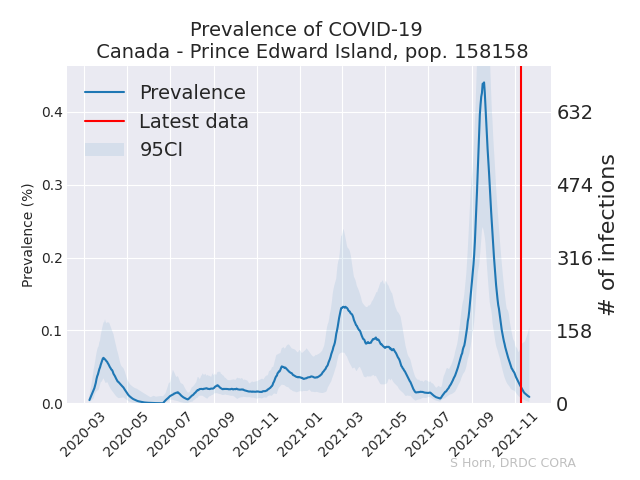 Prevalence of COVID-19
Canada - Prince Edward Island, pop. 158158
Prevalence
Latest data
95CI
Prevalence (%)
0.4
0.3
0.2
0.1
0.0
632
474
316
158
0
# of infections
2020-03
2020-05
2020-07
2020-09
2020-11
2021-01
2021-03
2021-05
2021-07
2021-09
2021-11
S Horn, DRDC CORA